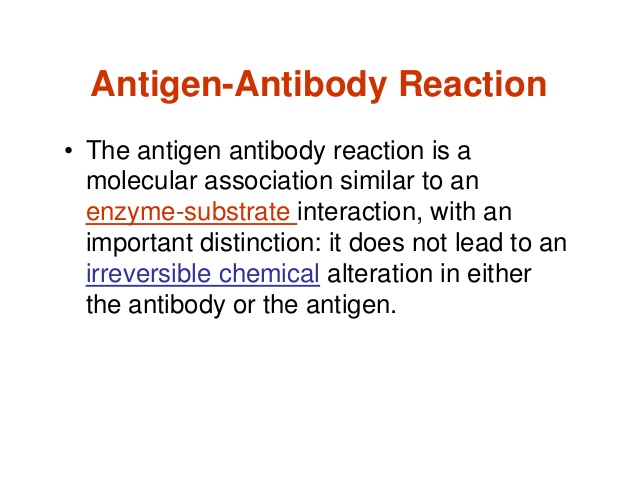 Antigen-Antibody Reaction
• The antigen antibody reaction is a
molecular association similar to an
enzyme-substrate interaction, with an
important distinction: it does not lead to an
irreversible chemical alteration in either
the antibody or the antigen.